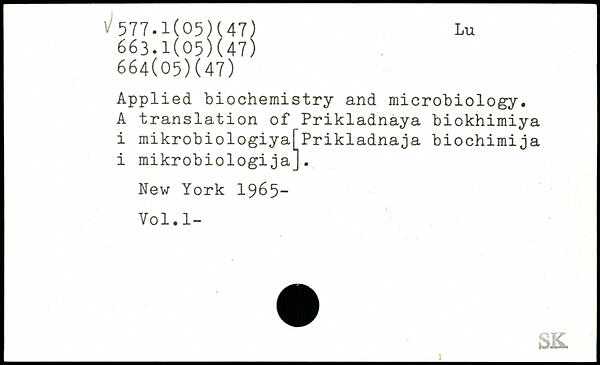 √ 577.1(05)(47) Lu
663.1(05)(47)
664(05)(47)
Applied biochemistry and microbiology.
A translation of Prikladnaya biokhimiya
i mikrobiologiya[Prikladnaja biochimija
i mikrobiologija].
New York 1965-
Vol.1-
SK